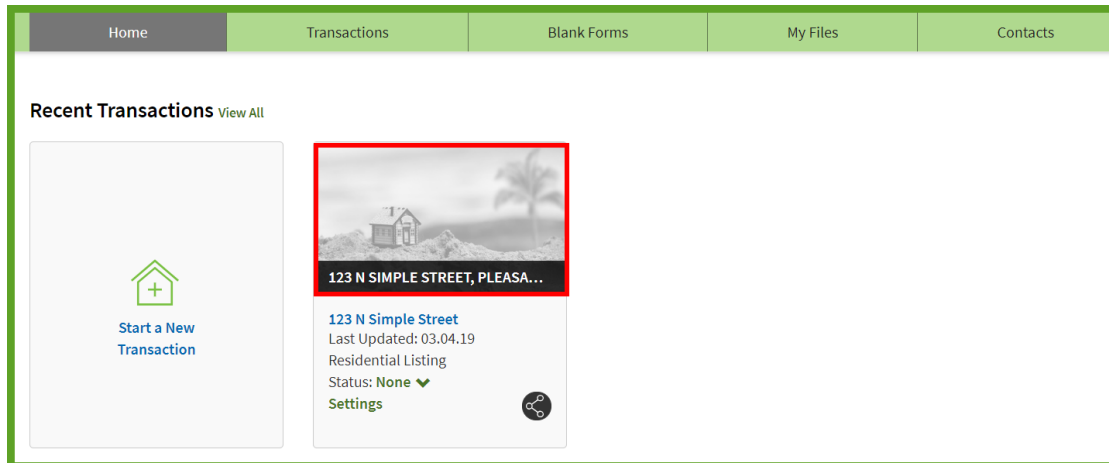 Home Transactions Blank Forms My Files Contacts
Recent Transactions View All
Start a New
Transaction
123 N SIMPLE STREET, PLEASA...
123 N Simple Street
Last Updated: 03.04.19
Residential Listing
Status: None
Settings